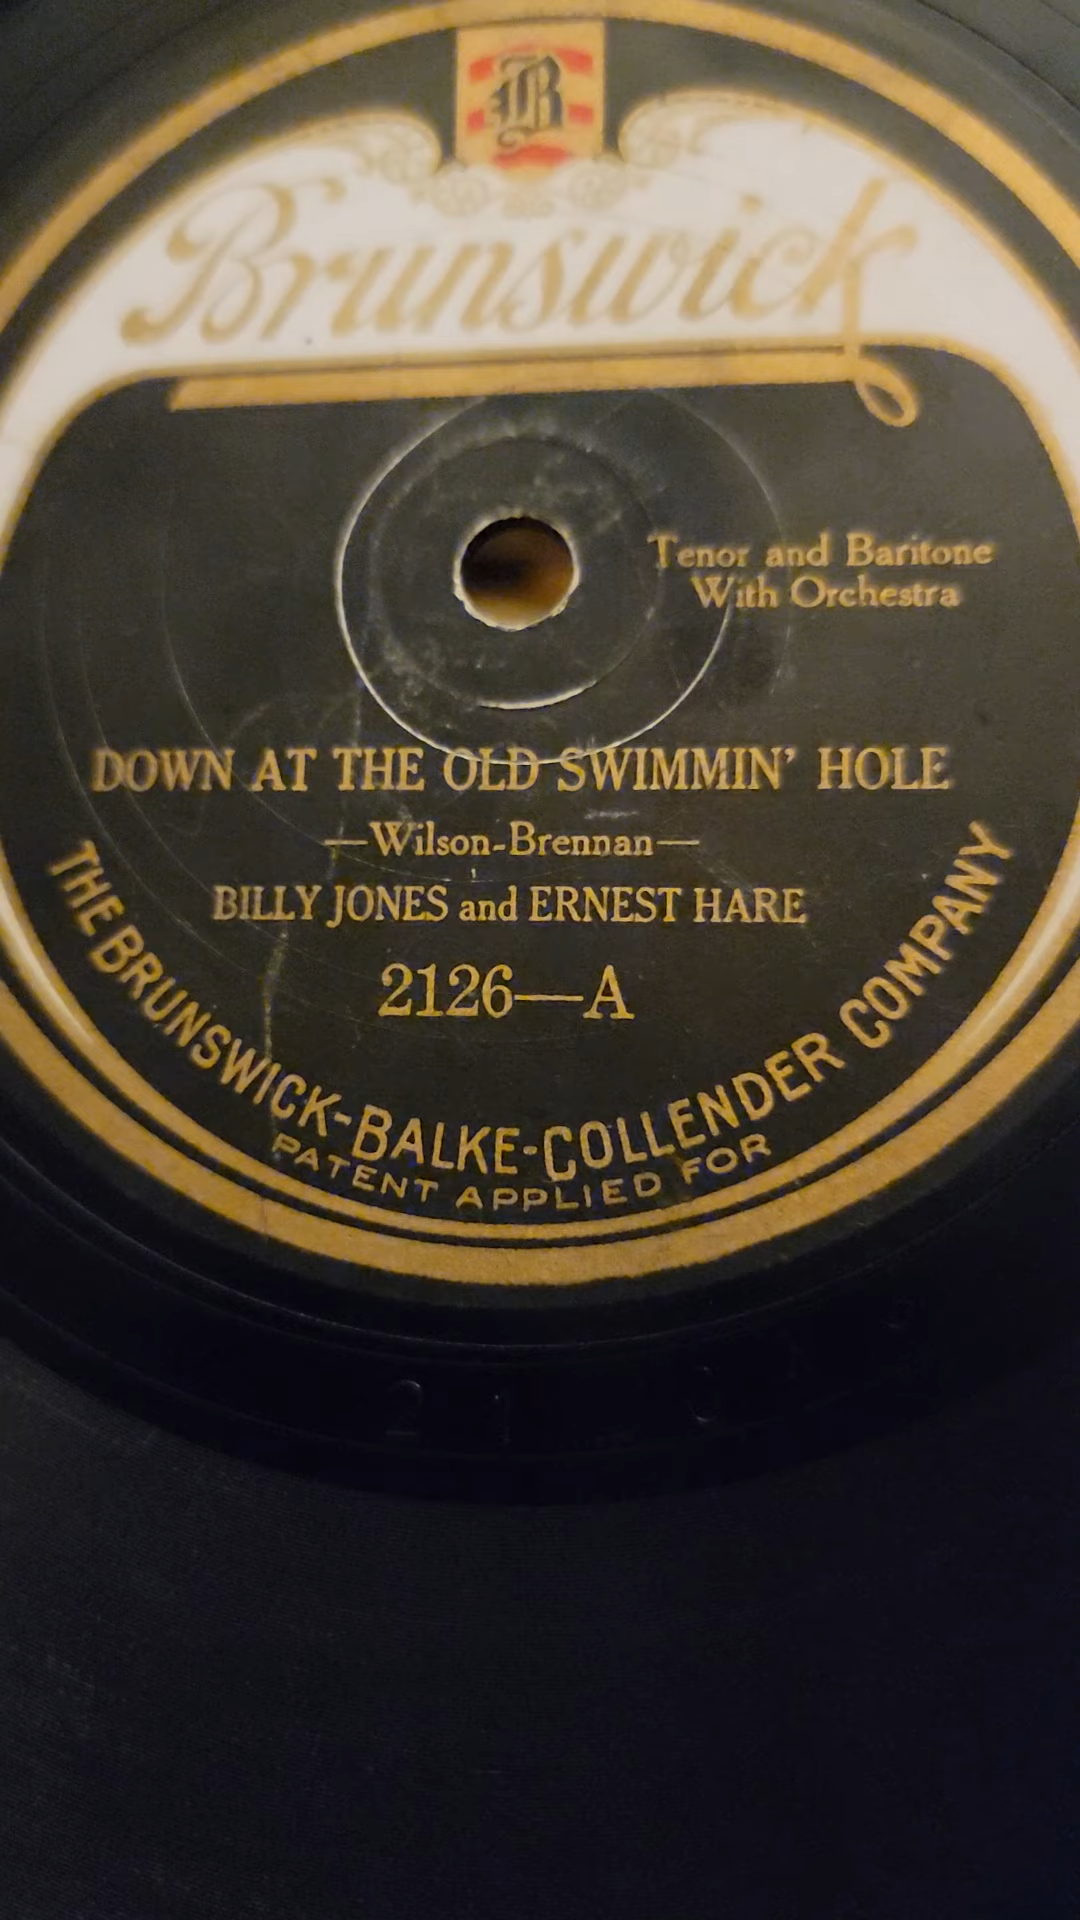 B
Brunswick
Tenor and Baritone
With Orchestra
DOWN AT THE OLD SWIMMIN' HOLE
—Wilson-Brennan—
BILLY JONES and ERNEST HARE
2126—A
THE BRUNSWICK-BALKE-COLLENDER COMPANY
PATENT APPLIED FOR